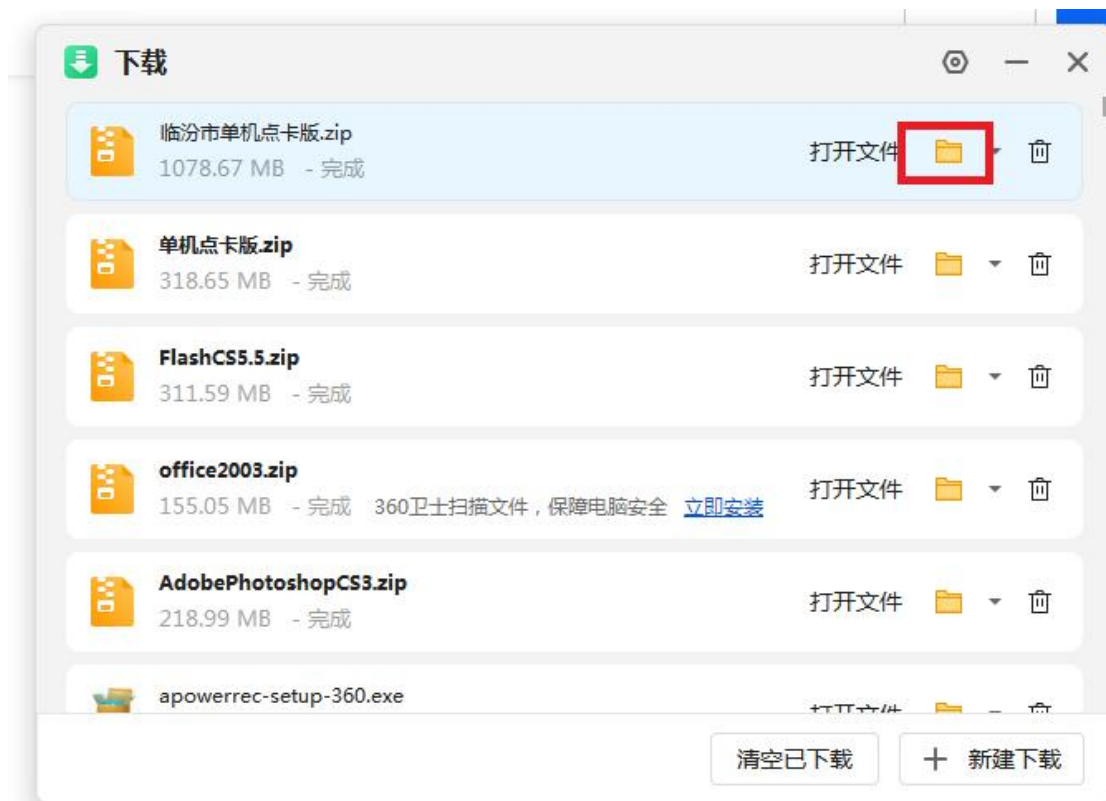 下载
临汾市单机点卡版.zip
打开文件
1078.67 MB - 完成
单机点卡版.zip
打开文件
318.65 MB - 完成
FlashCS5.5.zip
打开文件
311.59 MB - 完成
office2003.zip
打开文件
155.05 MB - 完成 360卫士扫描文件，保障电脑安全 立即安装
AdobePhotoshopCS3.zip
打开文件
218.99 MB - 完成
apowerrec-setup-360.exe
打开文件
清空已下载 + 新建下载